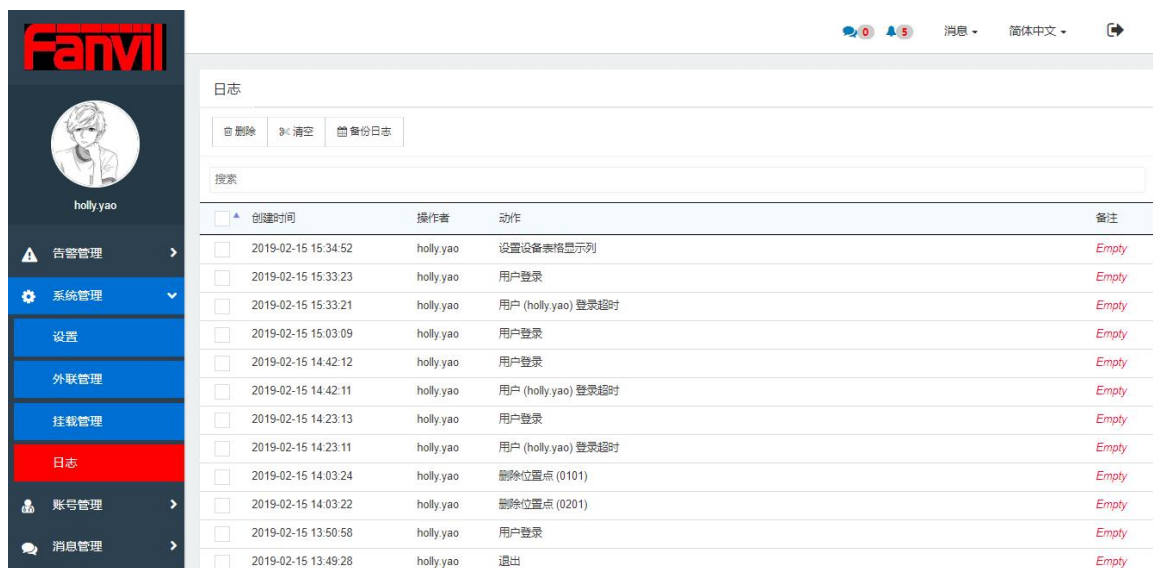 Fanvil
0 5 消息 简体中文
holly.yao
告警管理
系统管理
设置
外联管理
挂载管理
日志
账号管理
消息管理
日志
删除 清空 备份日志
搜索
创建时间 操作者 动作 备注
2019-02-15 15:34:52 holly.yao 设置设备表格显示列 Empty
2019-02-15 15:33:23 holly.yao 用户登录 Empty
2019-02-15 15:33:21 holly.yao 用户 (holly.yao) 登录超时 Empty
2019-02-15 15:03:09 holly.yao 用户登录 Empty
2019-02-15 14:42:12 holly.yao 用户登录 Empty
2019-02-15 14:42:11 holly.yao 用户 (holly.yao) 登录超时 Empty
2019-02-15 14:23:13 holly.yao 用户登录 Empty
2019-02-15 14:23:11 holly.yao 用户 (holly.yao) 登录超时 Empty
2019-02-15 14:03:24 holly.yao 删除位置点 (0101) Empty
2019-02-15 14:03:22 holly.yao 删除位置点 (0201) Empty
2019-02-15 13:50:58 holly.yao 用户登录 Empty
2019-02-15 13:49:28 holly.yao 退出 Empty